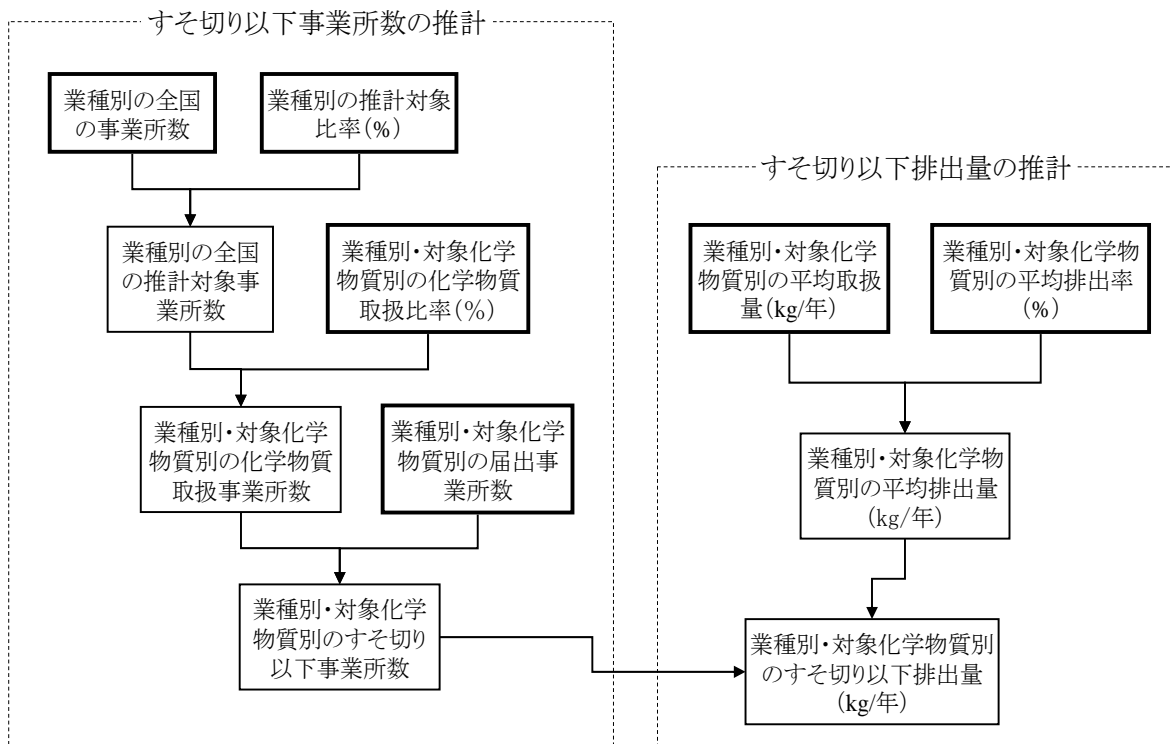 すそ切り以下事業所数の推計
業種別の全国
の事業所数
業種別の推計対象
比率(%)
業種別の全国
の推計対象事
業所数
業種別・対象化学
物質別の化学物質
取扱比率(%)
業種別・対象化学
物質別の化学物質
取扱事業所数
業種別・対象化学
物質別の届出事
業所数
業種別・対象化学
物質別のすそ切り
以下事業所数
すそ切り以下排出量の推計
業種別・対象化学
物質別の平均取扱
量(kg/年)
業種別・対象化学物
質別の平均排出率
(%)
業種別・対象化学物
質別の平均排出量
(kg/年)
業種別・対象化学物質別
のすそ切り以下排出量
(kg/年)